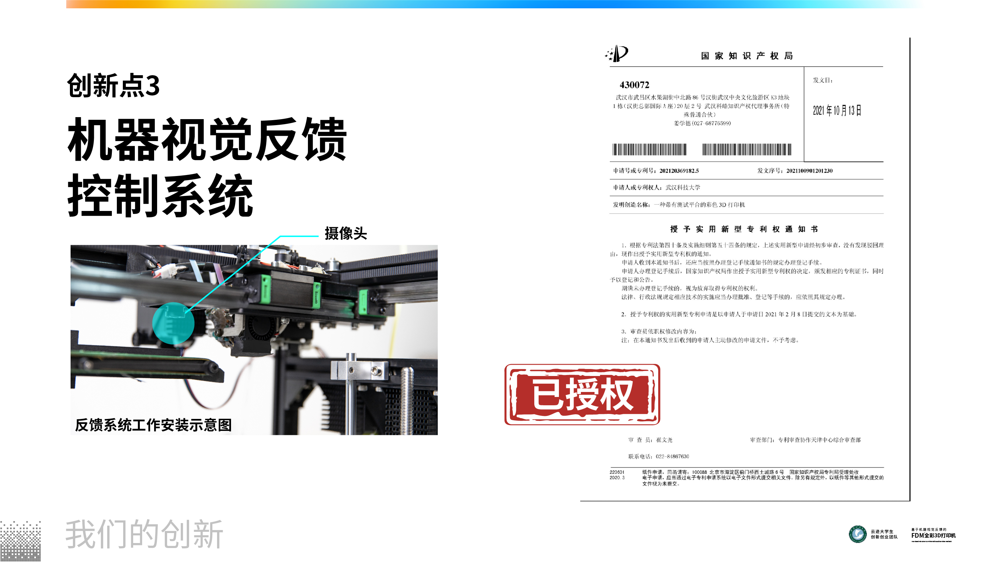 创新点3
机器视觉反馈
控制系统
摄像头
反馈系统工作安装示意图
国家知识产权局
430072
武汉市武昌区水果湖街中北路 86 号汉街武汉中央文化旅游区 K3 地块
1 栋(汉街总部国际 A 座)20 层 2 号 武汉科皓知识产权代理事务所(特
殊普通合伙)
姜学德(027-68776599)
发文日：
2021 年 10 月 13 日
申请号或专利号：202120369182.5 发文序号：2021100901201230
申请人或专利权人：武汉科技大学
发明创造名称：一种带有测试平台的彩色 3D 打印机
授予实用新型专利权通知书
1. 根据专利法第四十条及实施细则第五十四条的规定，上述实用新型申请经初步审查，没有发现驳回理
由，现作出授予实用新型专利权的通知。
申请人收到本通知书后，还应当按照办理登记手续通知书的规定办理登记手续。
申请人办理登记手续后，国家知识产权局作出授予实用新型专利权的决定，颁发相应的专利证书，同时
予以登记和公告。
期满未办理登记手续的，视为放弃取得专利权的权利。
法律、行政法规规定相应技术的实施应当办理批准、登记等手续的，应依照其规定办理。
2. 授予专利权的实用新型专利申请是以申请人于申请日 2021 年 2 月 8 日提交的文本为基础。
3. 审查员依职权修改内容为：
注：在本通知书发出后收到的申请人主动修改的申请文件，不予考虑。
已授权
审 查 员：崔文尧 审查部门：专利审查协作天津中心综合审查部
联系电话：022-84867630
220601 纸件申请，回函请寄：100088 北京市海淀区蓟门桥西土城路 6 号 国家知识产权局专利局受理处收
2020.3 电子申请，应当通过电子专利申请系统以电子文件形式提交相关文件。除另有规定外，以纸件等其他形式提交的
文件视为未提交。
我们的创新
云迹大学生
创新创业团队
基于机器视觉反馈的
FDM全彩3D打印机